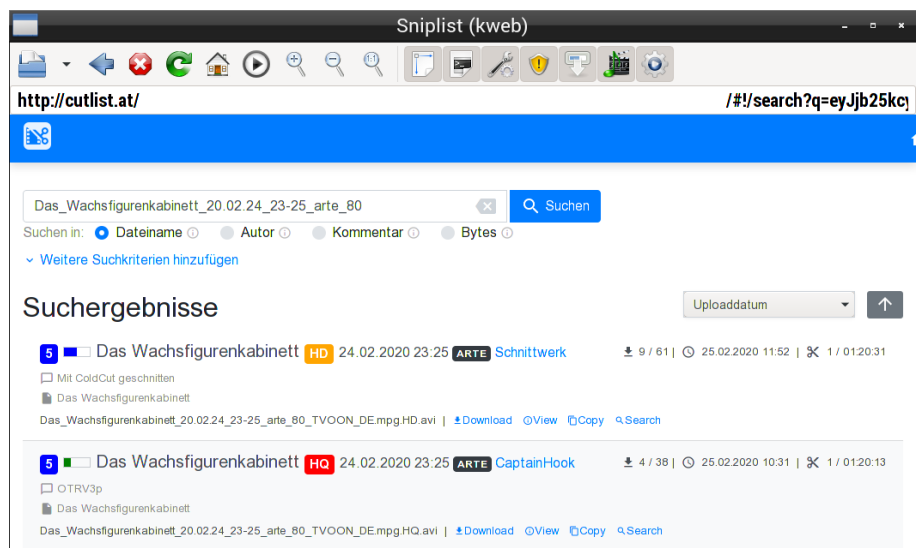 Sniplist (kweb)
http://cutlist.at/ /#!/search?q=eyJjb25kcy
Das_Wachsfigurenkabinett_20.02.24_23-25_arte_80 Suchen
Suchen in: Dateiname Autor Kommentar Bytes
Weitere Suchkriterien hinzufügen
Suchergebnisse Uploaddatum
5 Das Wachsfigurenkabinett HD 24.02.2020 23:25 ARTE Schnittwerk 9 / 61 | 25.02.2020 11:52 | 1 / 01:20:31
Mit ColdCut geschnitten
Das Wachsfigurenkabinett
Das_Wachsfigurenkabinett_20.02.24_23-25_arte_80_TVOON_DE.mpg.HD.avi | Download View Copy Search
5 Das Wachsfigurenkabinett HQ 24.02.2020 23:25 ARTE CaptainHook 4 / 38 | 25.02.2020 10:31 | 1 / 01:20:13
OTRV3p
Das Wachsfigurenkabinett
Das_Wachsfigurenkabinett_20.02.24_23-25_arte_80_TVOON_DE.mpg.HQ.avi | Download View Copy Search